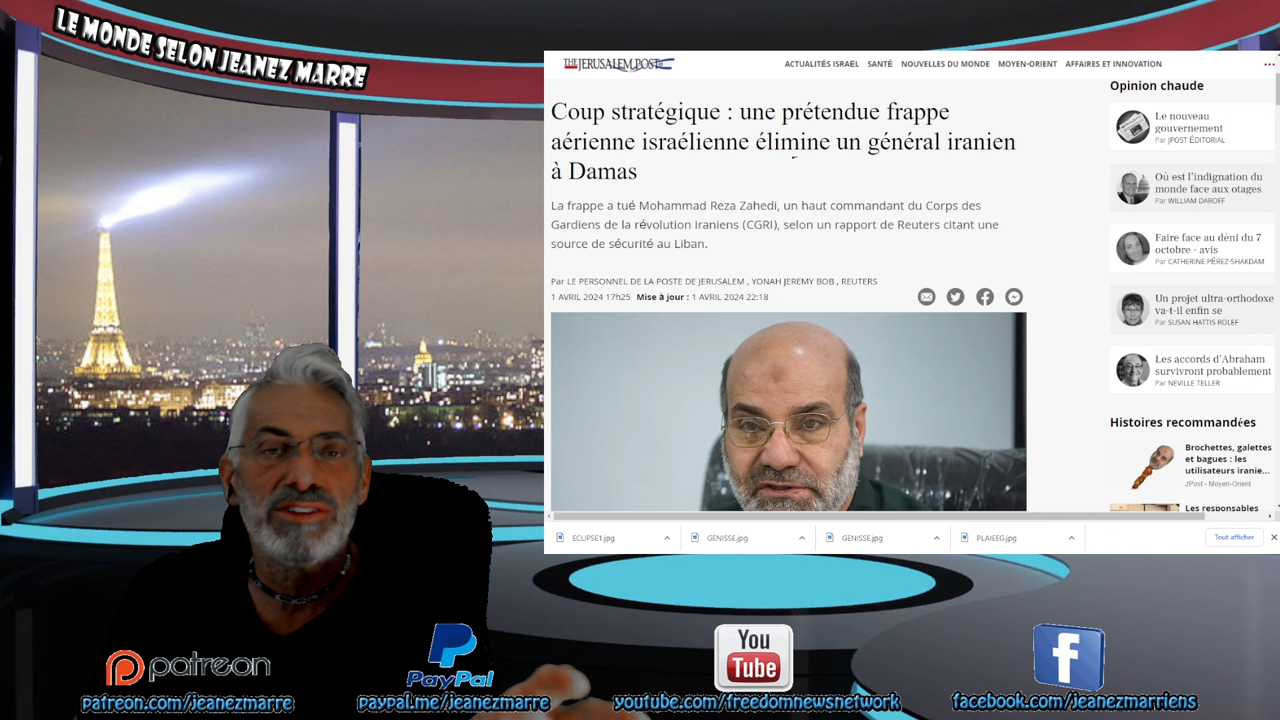 LE MONDE SELON JEANEZ MARRE
THE JERUSALEM POST
ACTUALITÉS ISRAËL SANTÉ NOUVELLES DU MONDE MOYEN-ORIENT AFFAIRES ET INNOVATION
Coup stratégique : une prétendue frappe
aérienne israélienne élimine un général iranien
à Damas
La frappe a tué Mohammad Reza Zahedi, un haut commandant du Corps des
Gardiens de la révolution iraniens (CGRI), selon un rapport de Reuters citant une
source de sécurité au Liban.
Par LE PERSONNEL DE LA POSTE DE JERUSALEM , YONAH JEREMY BOB , REUTERS
1 AVRIL 2024 17h25 Mise à jour : 1 AVRIL 2024 22:18
Opinion chaude
Le nouveau
gouvernement
Par JPOST ÉDITORIAL
Où est l'indignation du
monde face aux otages
Par WILLIAM DAROFF
Faire face au déni du 7
octobre - avis
Par CATHERINE PÉREZ-SHAKDAM
Un projet ultra-orthodoxe
va-t-il enfin se
Par SUSAN HATTIS ROLEF
Les accords d'Abraham
survivront probablement
Par NEVILLE TELLER
Histoires recommandées
Brochettes, galettes
et bagues : les
utilisateurs iranie...
JPost - Moyen-Orient
Les responsables
ECLIPSE1.jpg
GENISSE.jpg
GENISSE.jpg
PLAIEEG.jpg
Tout afficher
patreon
PayPal
You
Tube
f
patreon.com/jeanezmarre
paypal.me/jeanezmarre
youtube.com/freedomnewsnetwork
facebook.com/jeanezmarriens